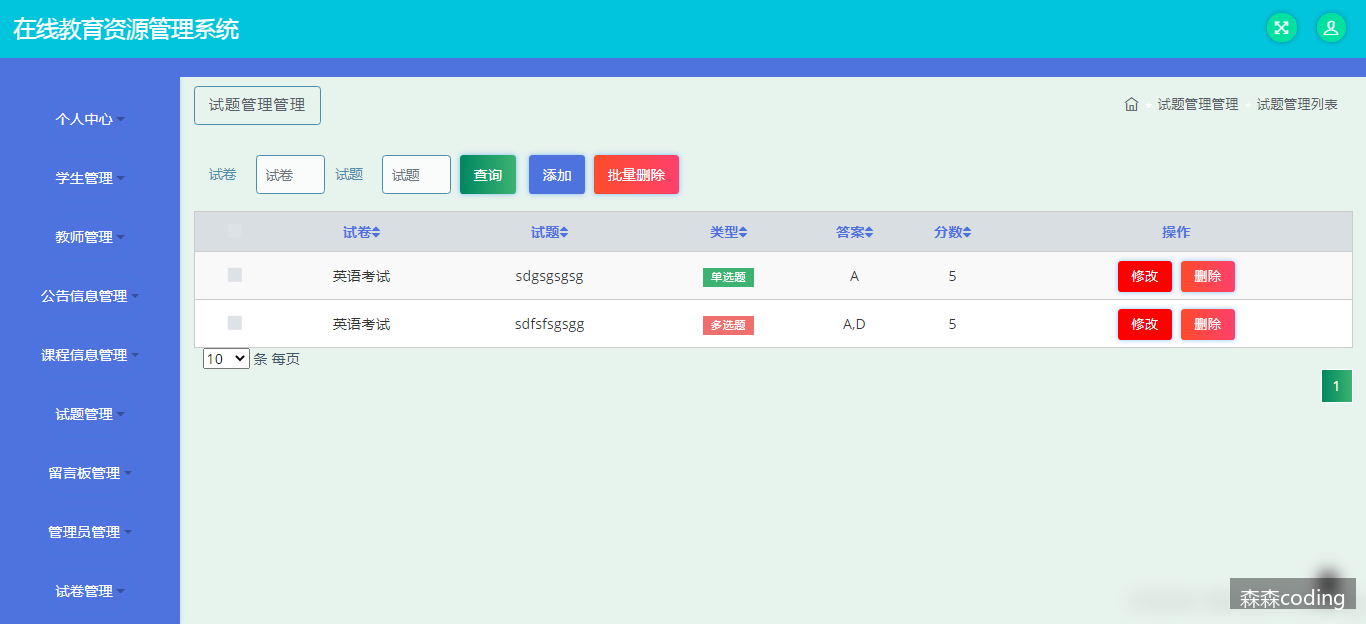 在线教育资源管理系统
个人中心
学生管理
教师管理
公告信息管理
课程信息管理
试题管理
留言板管理
管理员管理
试卷管理
试题管理管理
试题管理管理 试题管理列表
试卷 试卷 试题 试题 查询 添加 批量删除
试卷 试题 类型 答案 分数 操作
英语考试 sdgsgsgsg 单选题 A 5 修改 删除
英语考试 sdfsfsgsgg 多选题 A,D 5 修改 删除
10 条 每页
1
森森coding